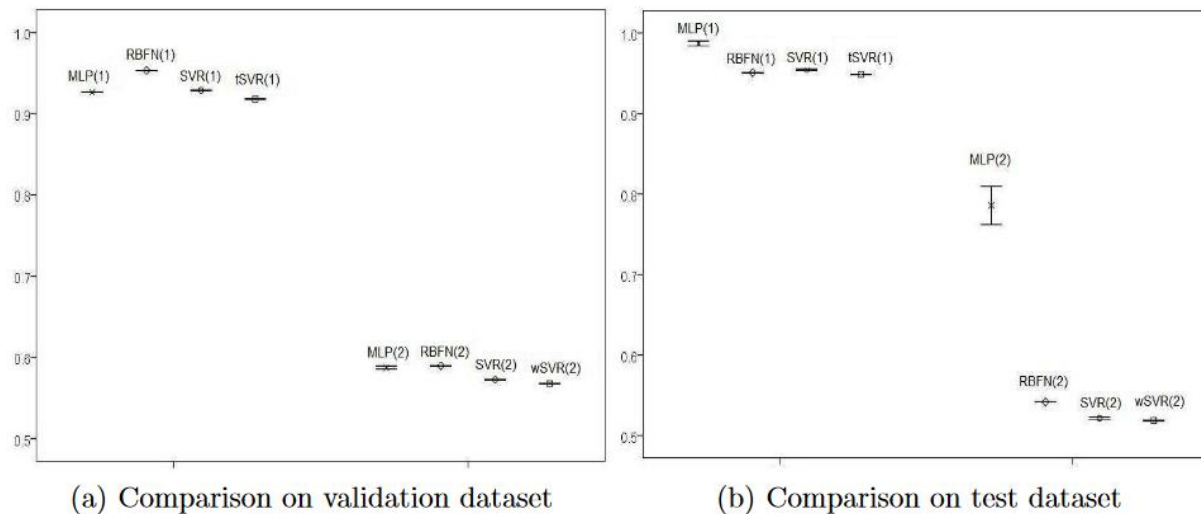 1.0
0.9
0.8
0.7
0.6
0.5
MLP(1)
RBFN(1)
SVR(1)
tSVR(1)
MLP(2)
RBFN(2)
SVR(2)
wSVR(2)
(a) Comparison on validation dataset
1.0
0.9
0.8
0.7
0.6
0.5
MLP(1)
RBFN(1)
SVR(1)
tSVR(1)
MLP(2)
RBFN(2)
SVR(2)
wSVR(2)
(b) Comparison on test dataset